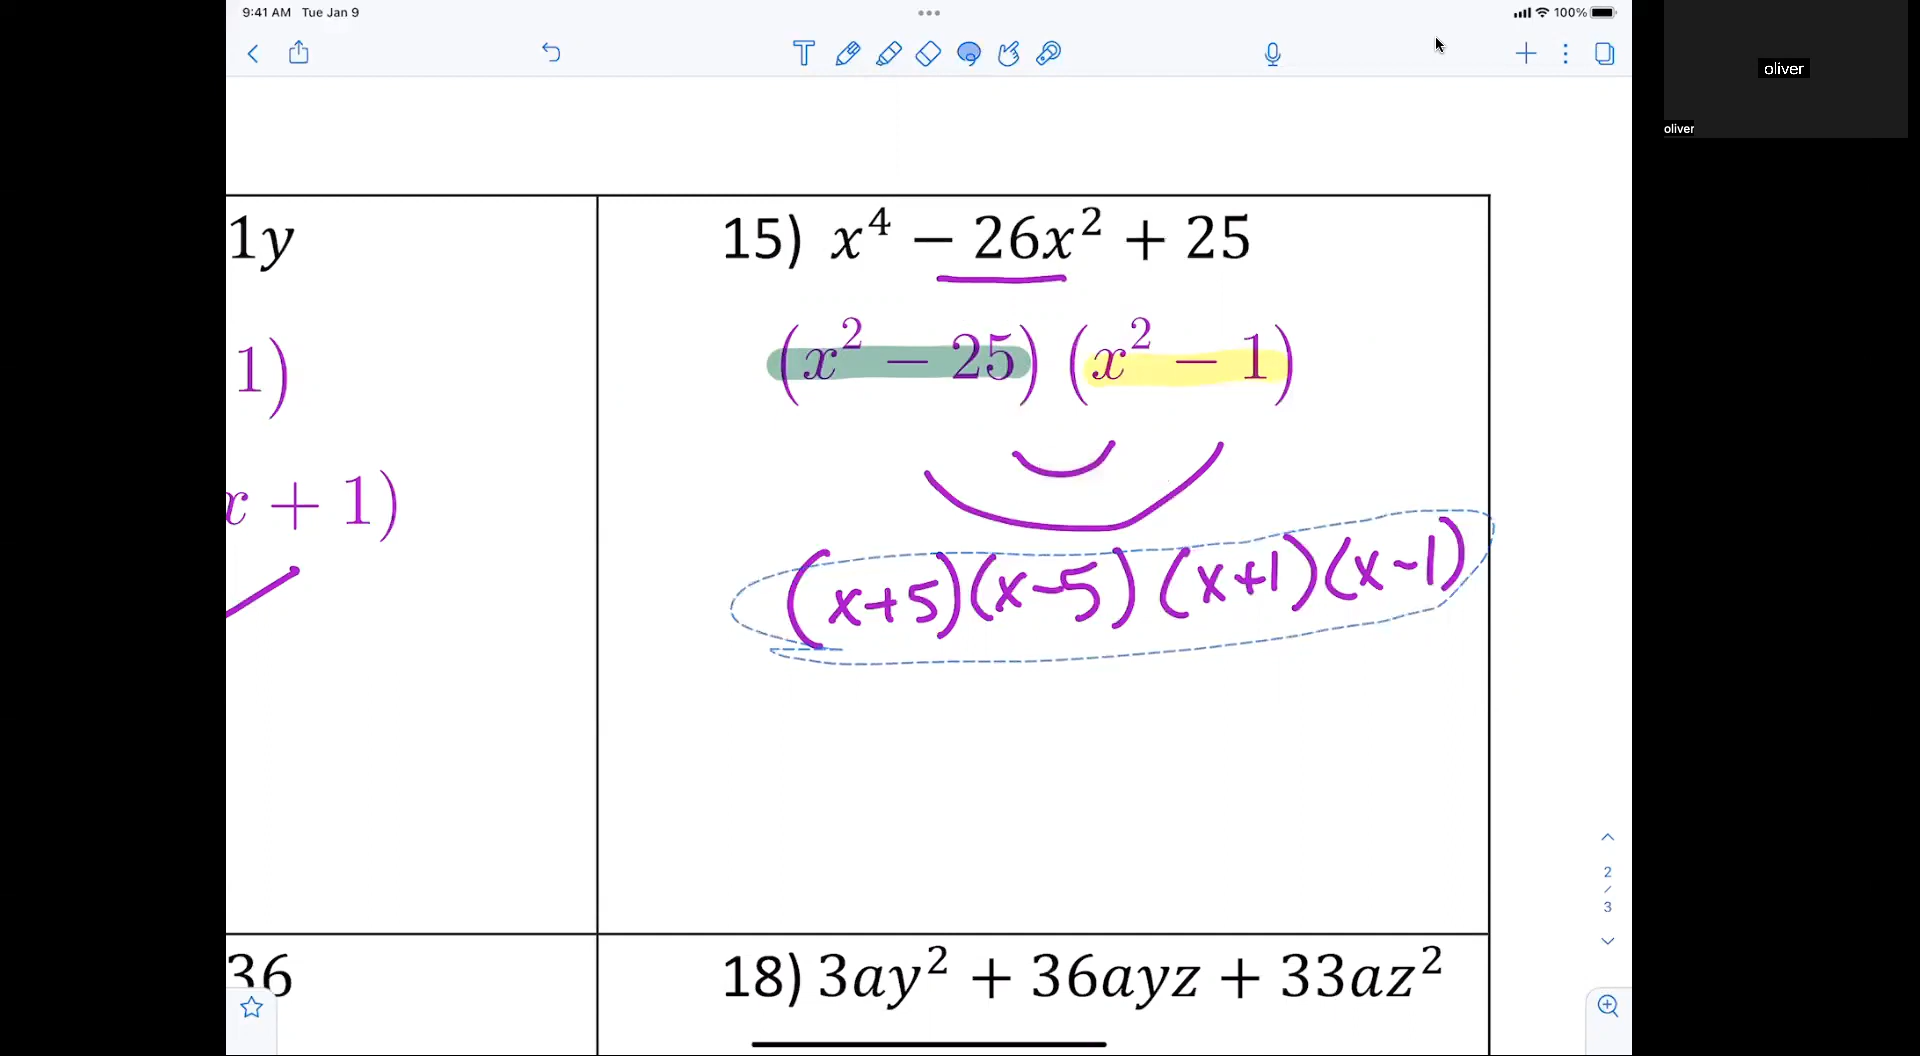 9:41 AM Tue Jan 9
100%
oliver
oliver
1y
15) x⁴ − 26x² + 25
1)
(x² − 25) (x² − 1)
x + 1)
(x+5)(x-5)(x+1)(x-1)
2
/
3
36
18) 3ay² + 36ayz + 33az²